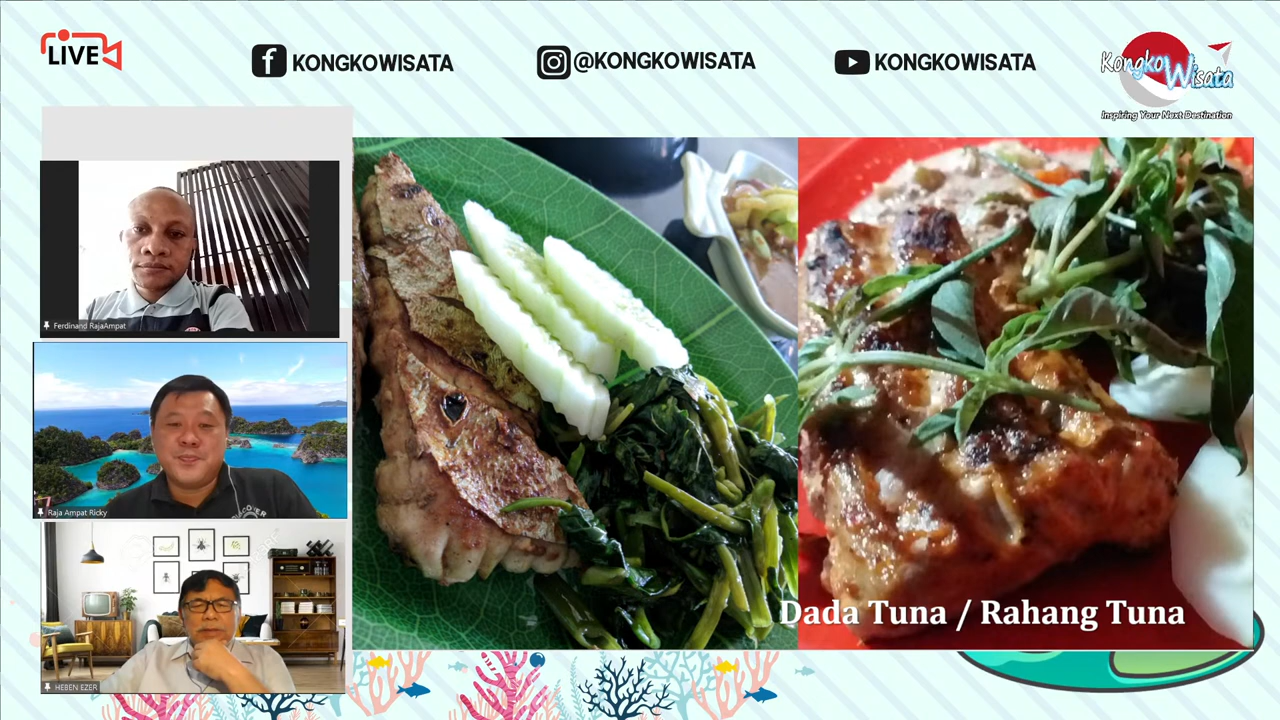 LIVE
KONGKOWISATA
@KONGKOWISATA
KONGKOWISATA
Kongko Wisata
Inspiring Your Next Destination
Ferdinand RajaAmpat
Raja Ampat Ricky
HEBEN EZER
Dada Tuna / Rahang Tuna